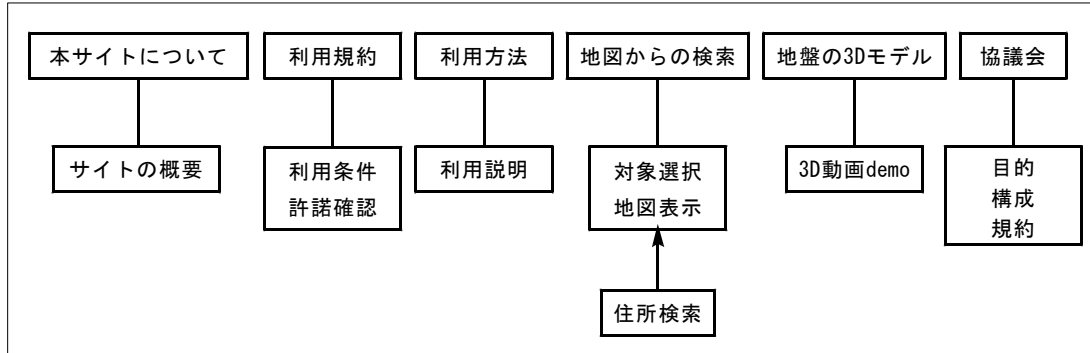 本サイトについて
利用規約
利用方法
地図からの検索
地盤の3Dモデル
協議会
サイトの概要
利用条件
許諾確認
利用説明
対象選択
地図表示
3D動画demo
目的
構成
規約
住所検索